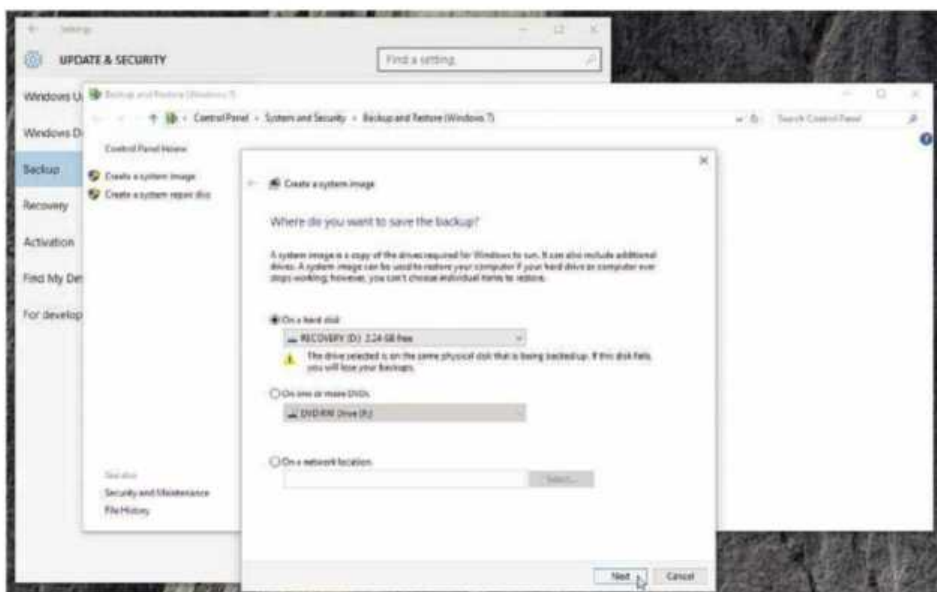 Settings
UPDATE & SECURITY
Find a setting
Windows U
Windows D
Backup
Recovery
Activation
Find My De
For develop
Backup and Restore (Windows 7)
Control Panel › System and Security › Backup and Restore (Windows 7)
Search Control Panel
Control Panel Home
Create a system image
Create a system repair disc
See also
Security and Maintenance
File History
Create a system image
Where do you want to save the backup?
A system image is a copy of the drives required for Windows to run. It can also include additional
drives. A system image can be used to restore your computer if your hard drive or computer ever
stops working; however, you can't choose individual items to restore.
On a hard disk
RECOVERY (D:) 3.24 GB free
The drive selected is on the same physical disk that is being backed up. If this disk fails,
you will lose your backups.
On one or more DVDs
DVD RW Drive
On a network location
Select...
Next
Cancel